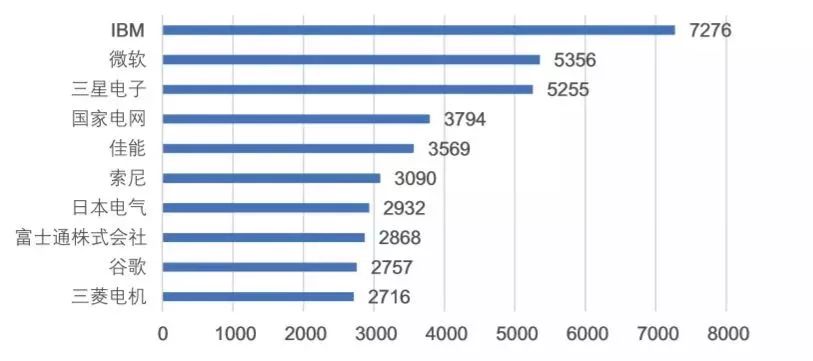 IBM 7276
微软 5356
三星电子 5255
国家电网 3794
佳能 3569
索尼 3090
日本电气 2932
富士通株式会社 2868
谷歌 2757
三菱电机 2716
0 1000 2000 3000 4000 5000 6000 7000 8000